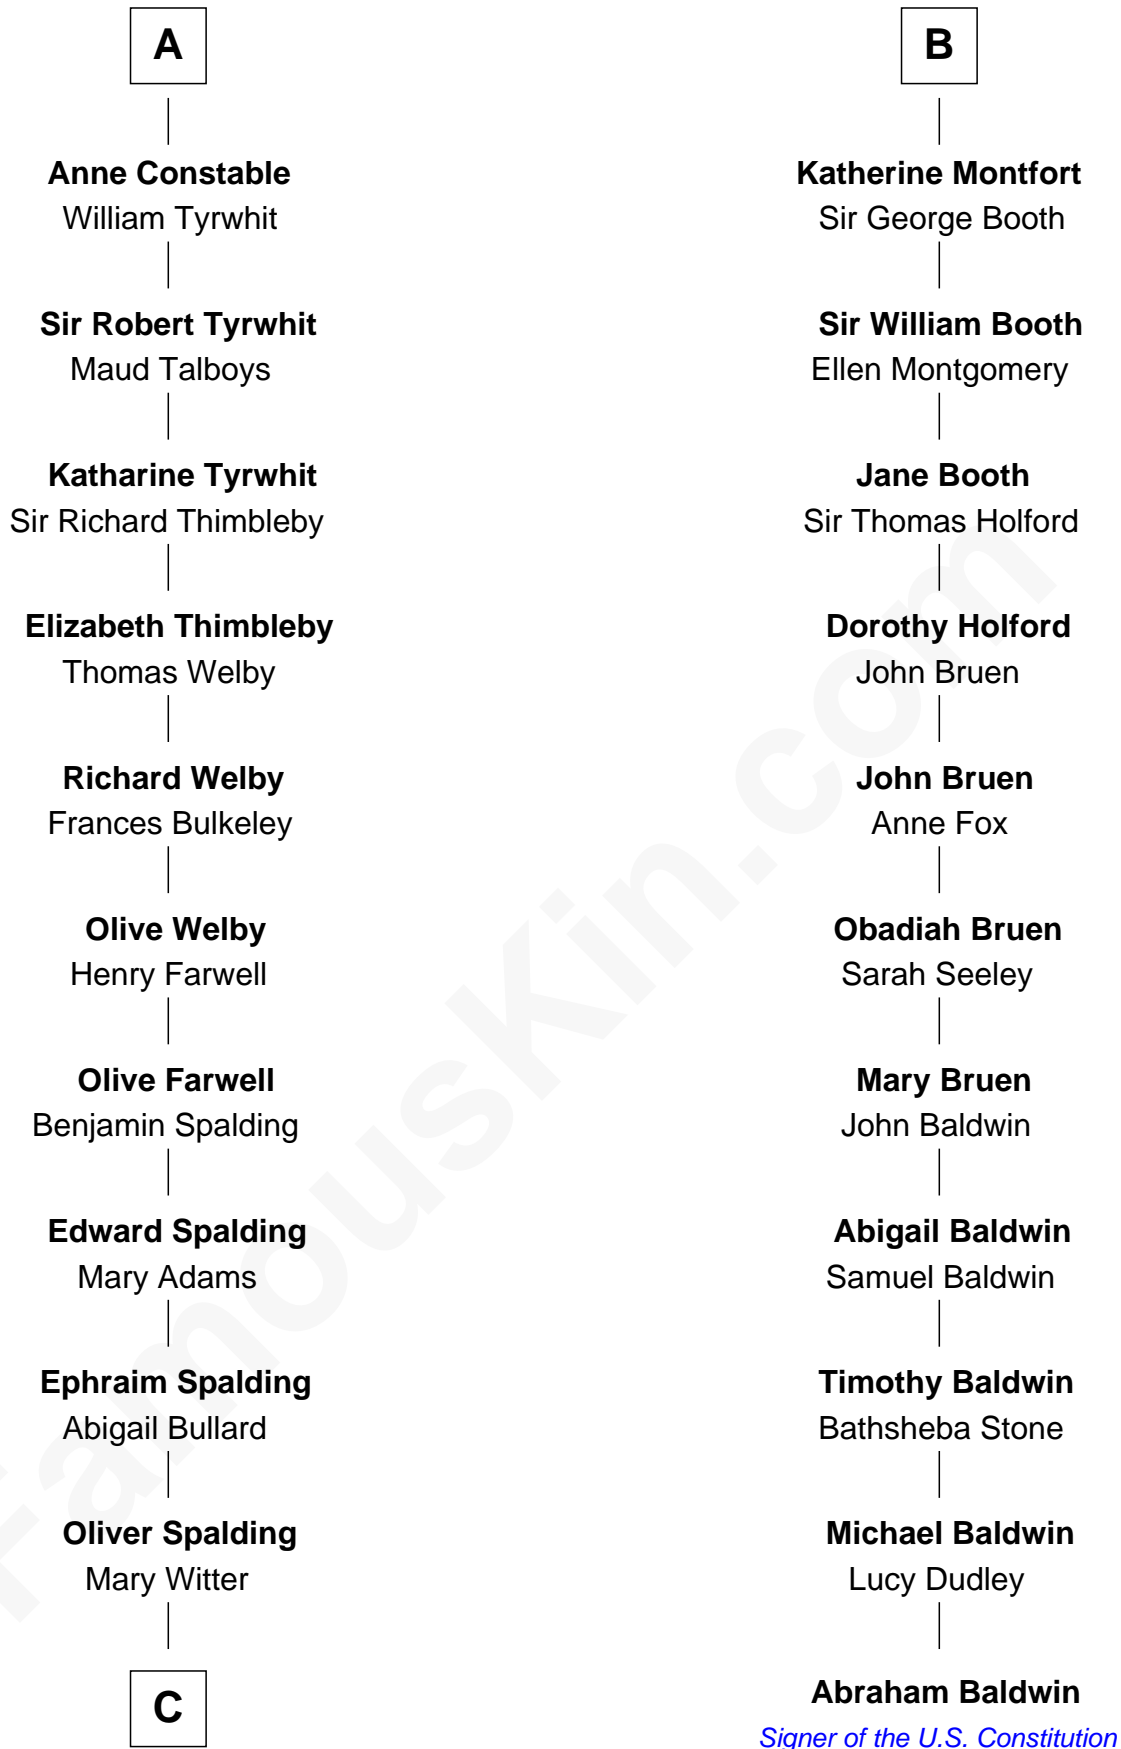 A
Anne Constable
William Tyrwhit
Sir Robert Tyrwhit
Maud Talboys
Katharine Tyrwhit
Sir Richard Thimbleby
Elizabeth Thimbleby
Thomas Welby
Richard Welby
Frances Bulkeley
Olive Welby
Henry Farwell
Olive Farwell
Benjamin Spalding
Edward Spalding
Mary Adams
Ephraim Spalding
Abigail Bullard
Oliver Spalding
Mary Witter
C
B
Katherine Montfort
Sir George Booth
Sir William Booth
Ellen Montgomery
Jane Booth
Sir Thomas Holford
Dorothy Holford
John Bruen
John Bruen
Anne Fox
Obadiah Bruen
Sarah Seeley
Mary Bruen
John Baldwin
Abigail Baldwin
Samuel Baldwin
Timothy Baldwin
Bathsheba Stone
Michael Baldwin
Lucy Dudley
Abraham Baldwin
Signer of the U.S. Constitution
FamousKin.com